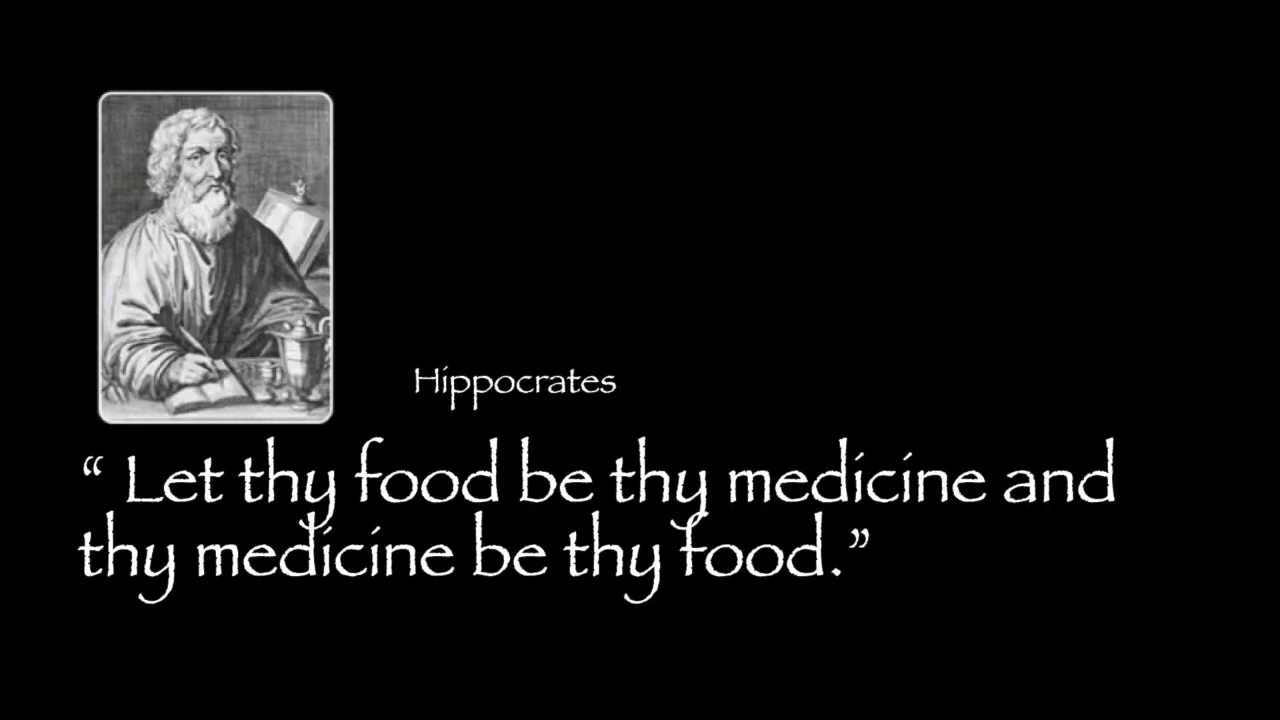 Hippocrates
“ Let thy food be thy medicine and
thy medicine be thy food.”